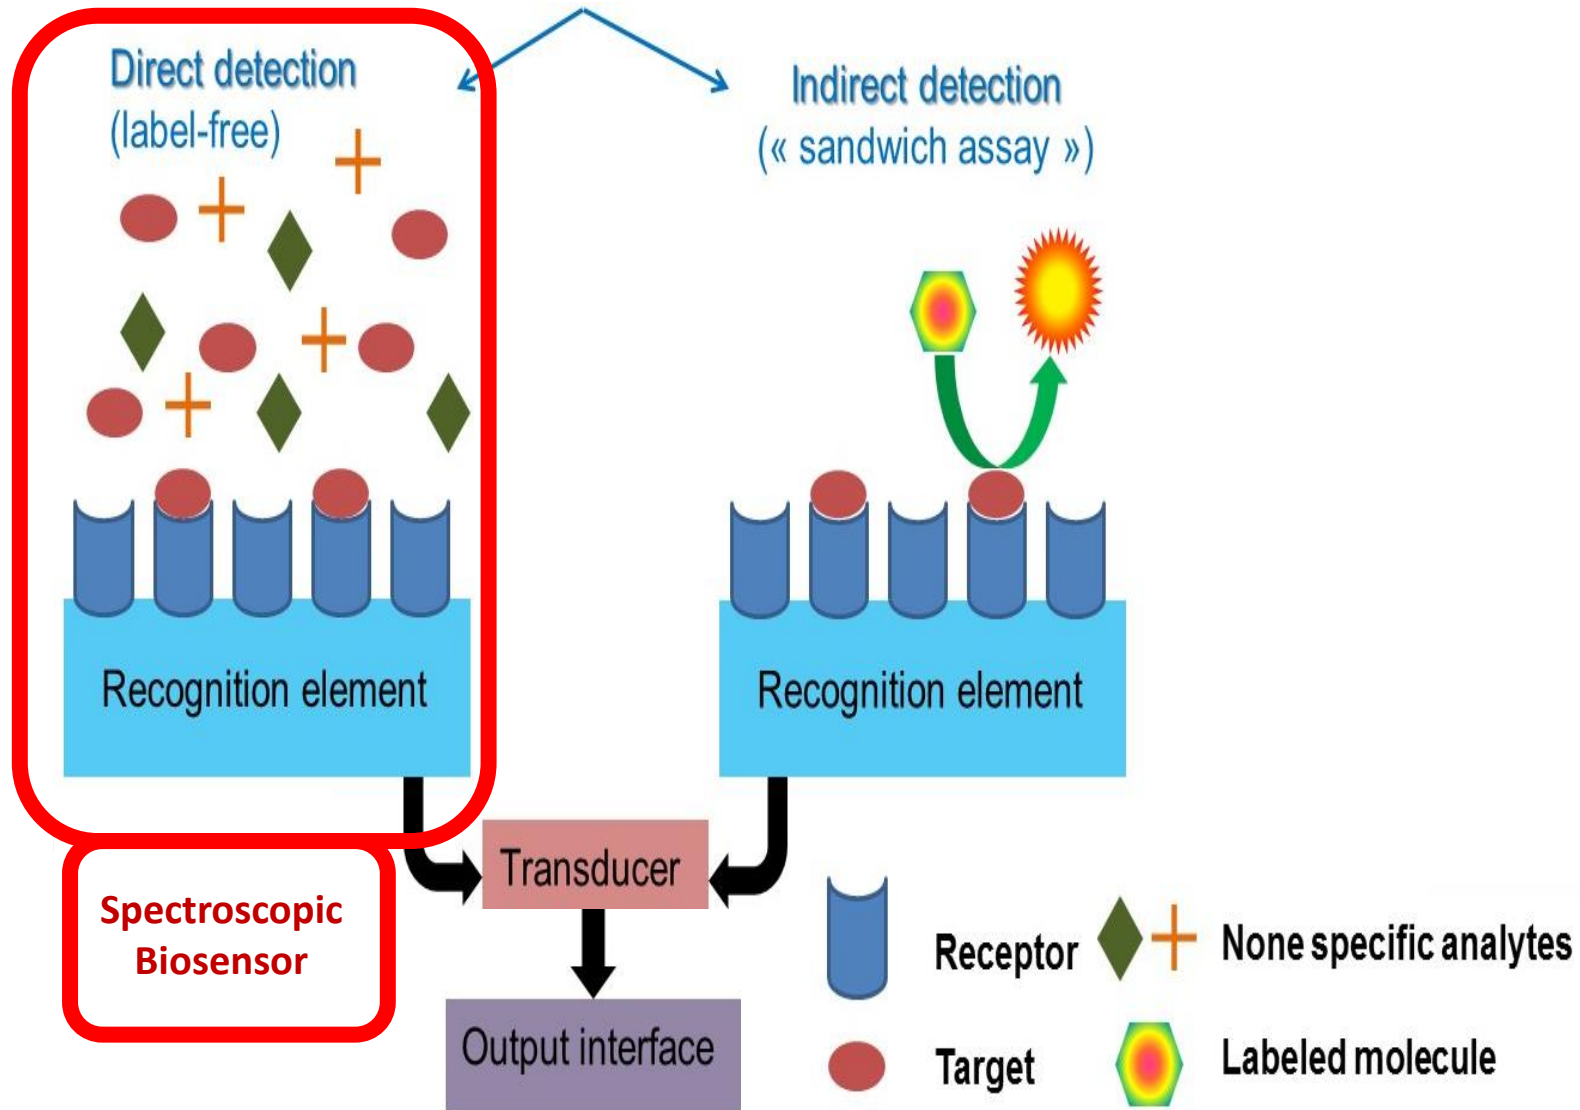 Direct detection
(label-free)
Indirect detection
(« sandwich assay »)
Recognition element
Recognition element
Transducer
Spectroscopic
Biosensor
Output interface
Receptor
None specific analytes
Target
Labeled molecule